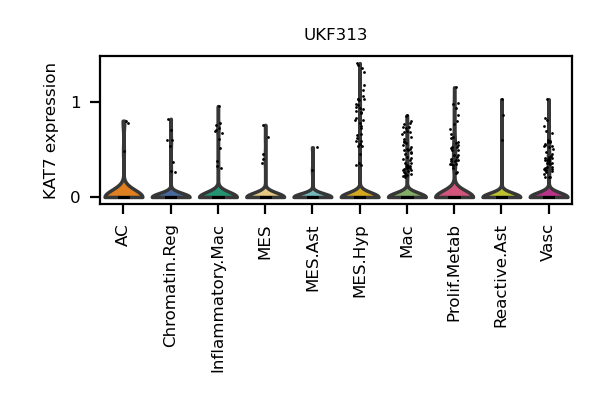 UKF313
KAT7 expression
1
0
AC
Chromatin.Reg
Inflammatory.Mac
MES
MES.Ast
MES.Hyp
Mac
Prolif.Metab
Reactive.Ast
Vasc